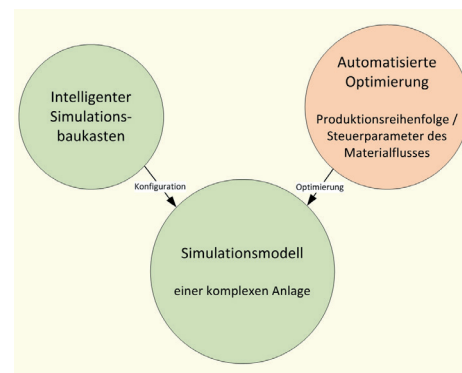 Intelligenter
Simulations-
baukasten
Automatisierte
Optimierung
Produktionsreihenfolge /
Steuerparameter des
Materialflusses
Konfiguration
Optimierung
Simulationsmodell
einer komplexen Anlage